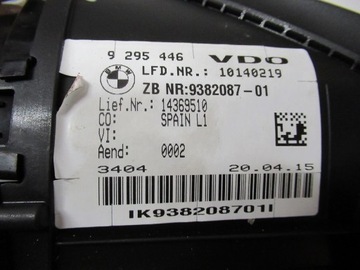 9 295 446 VDO
BMW
LFD.NR.: 10140219
ZB NR:9382087-01
Lief.Nr.: 14369510
CO: SPAIN L1
VI:
Aend: 0002
3404 20.04.15
IK938208701I